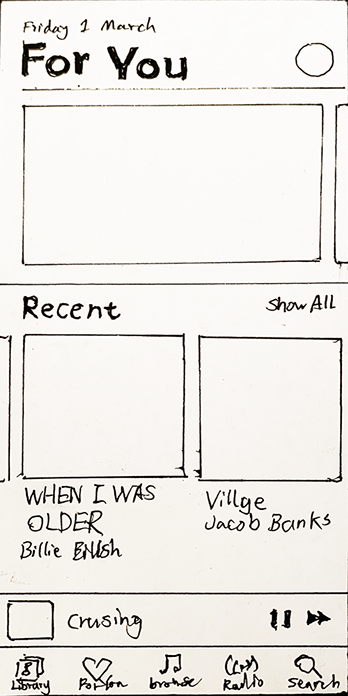 Friday 1 March
For You
Recent
Show All
WHEN I WAS
OLDER
Billie
Villge
Jacob Banks
Crusing
Library
For You
browse
Radio
Search